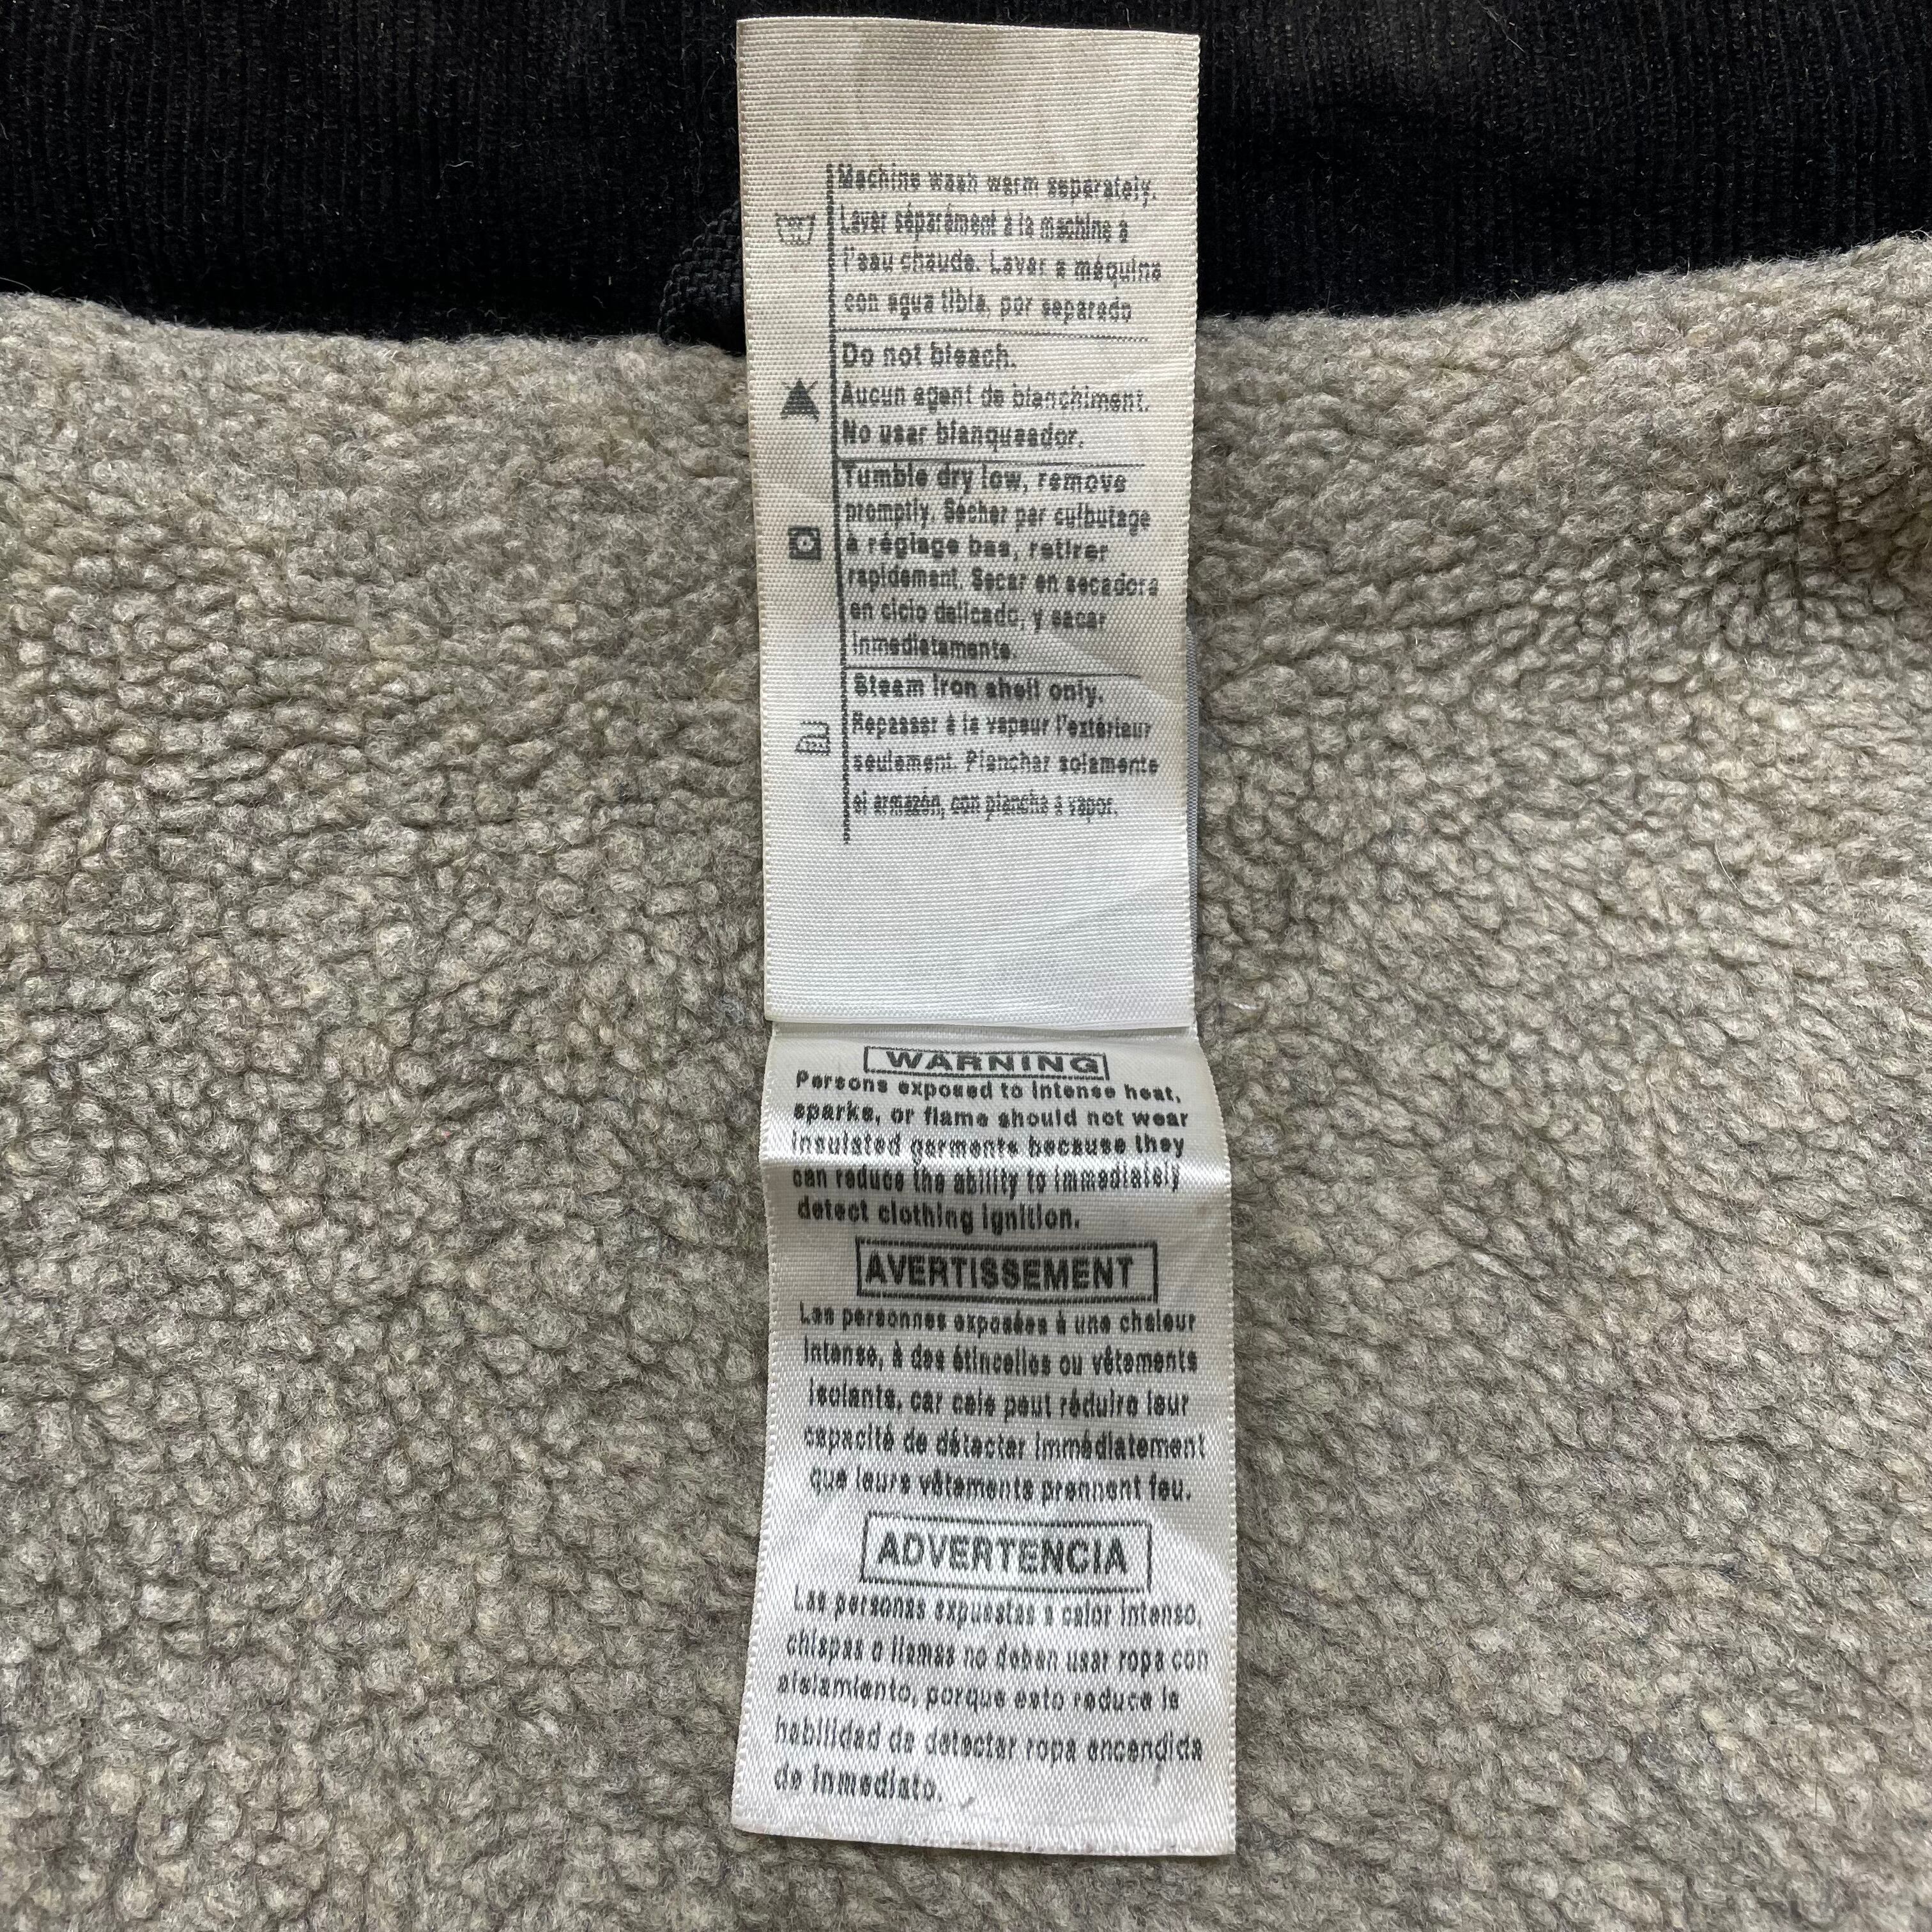 Machine wash warm separately.
Laver séparément à la machine à
l'eau chaude. Lavar a máquina
con agua tibia, por separado
Do not bleach.
Aucun agent de blanchiment.
No usar blanqueador.
Tumble dry low, remove
promptly. Sécher par culbutage
à réglage bas, retirer
rapidement. Secar en secadora
en ciclo delicado, y sacar
inmediatamente.
Steam iron shell only.
Repasser à la vapeur l'extérieur
seulement. Planchar solamente
el armazón, con plancha a vapor.
WARNING
Persons exposed to intense heat,
sparks, or flame should not wear
insulated garments because they
can reduce the ability to immediately
detect clothing ignition.
AVERTISSEMENT
Les personnes exposées à une chaleur
intense, à des étincelles ou vêtements
isolants, car cela peut réduire leur
capacité de détecter immédiatement
que leurs vêtements prennent feu.
ADVERTENCIA
Las personas expuestas a calor intenso,
chispas o llamas no deben usar ropa con
aislamiento, porque esto reduce la
habilidad de detectar ropa encendida
de inmediato.